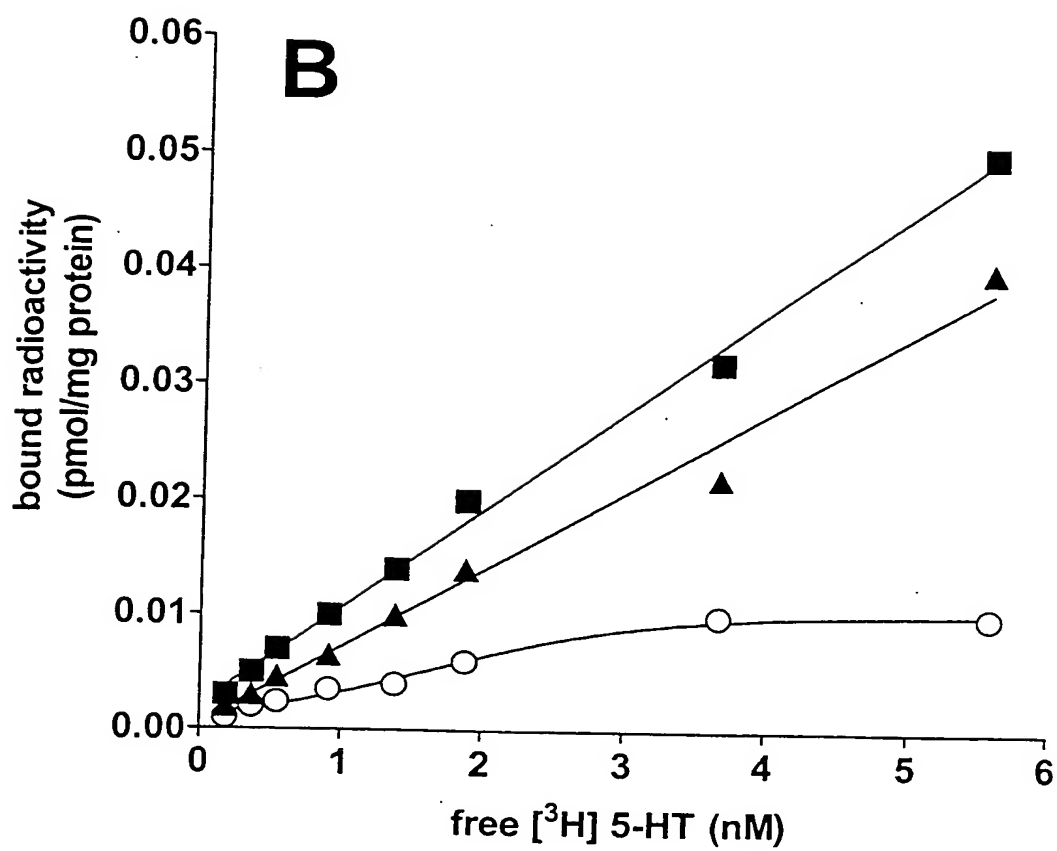 B
0.06
0.05
0.04
0.03
0.02
0.01
0.00
bound radioactivity
(pmol/mg protein)
0 1 2 3 4 5 6
free [³H] 5-HT (nM)